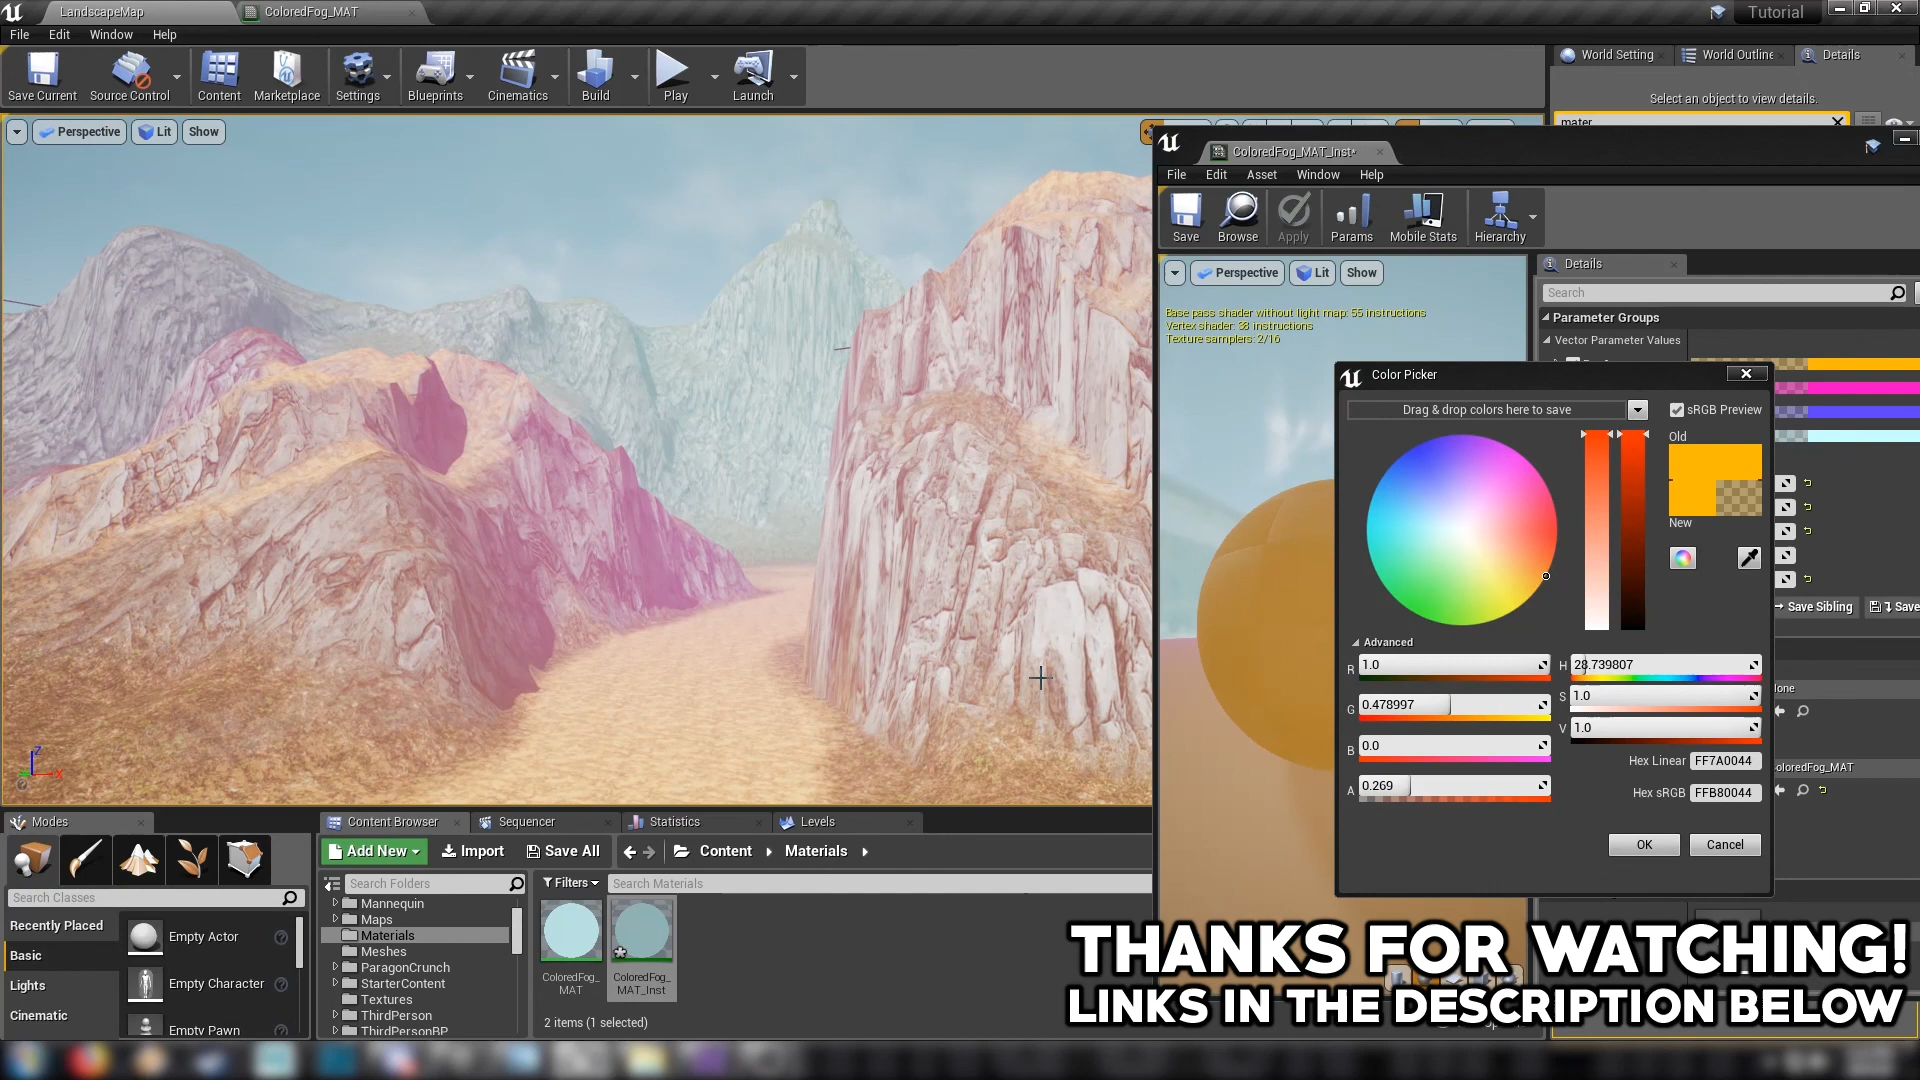 LandscapeMap
ColoredFog_MAT
Tutorial
File Edit Window Help
Save Current
Source Control
Content
Marketplace
Settings
Blueprints
Cinematics
Build
Play
Launch
World Setting
World Outline
Details
Select an object to view details.
mater
Perspective
Lit
Show
ColoredFog_MAT_Inst*
File Edit Asset Window Help
Save
Browse
Apply
Params
Mobile Stats
Hierarchy
Perspective
Lit
Show
Base pass shader without light map: 55 instructions
Vertex shader: 38 instructions
Texture samplers: 2/16
Details
Search
Parameter Groups
Vector Parameter Values
Save Sibling
Save
lone
oloredFog_MAT
Color Picker
Drag & drop colors here to save
sRGB Preview
Old
New
Advanced
R 1.0
G 0.478997
B 0.0
A 0.269
H 28.739807
S 1.0
V 1.0
Hex Linear FF7A0044
Hex sRGB FFB80044
OK
Cancel
Z
X
Modes
Search Classes
Recently Placed
Basic
Lights
Cinematic
Empty Actor
Empty Character
Empty Pawn
Content Browser
Sequencer
Statistics
Levels
Add New
Import
Save All
Content
Materials
Search Folders
Filters
Search Materials
Mannequin
Maps
Materials
Meshes
ParagonCrunch
StarterContent
Textures
ThirdPerson
ThirdPersonBP
ColoredFog_
MAT
ColoredFog_
MAT_Inst
2 items (1 selected)
THANKS FOR WATCHING!
LINKS IN THE DESCRIPTION BELOW